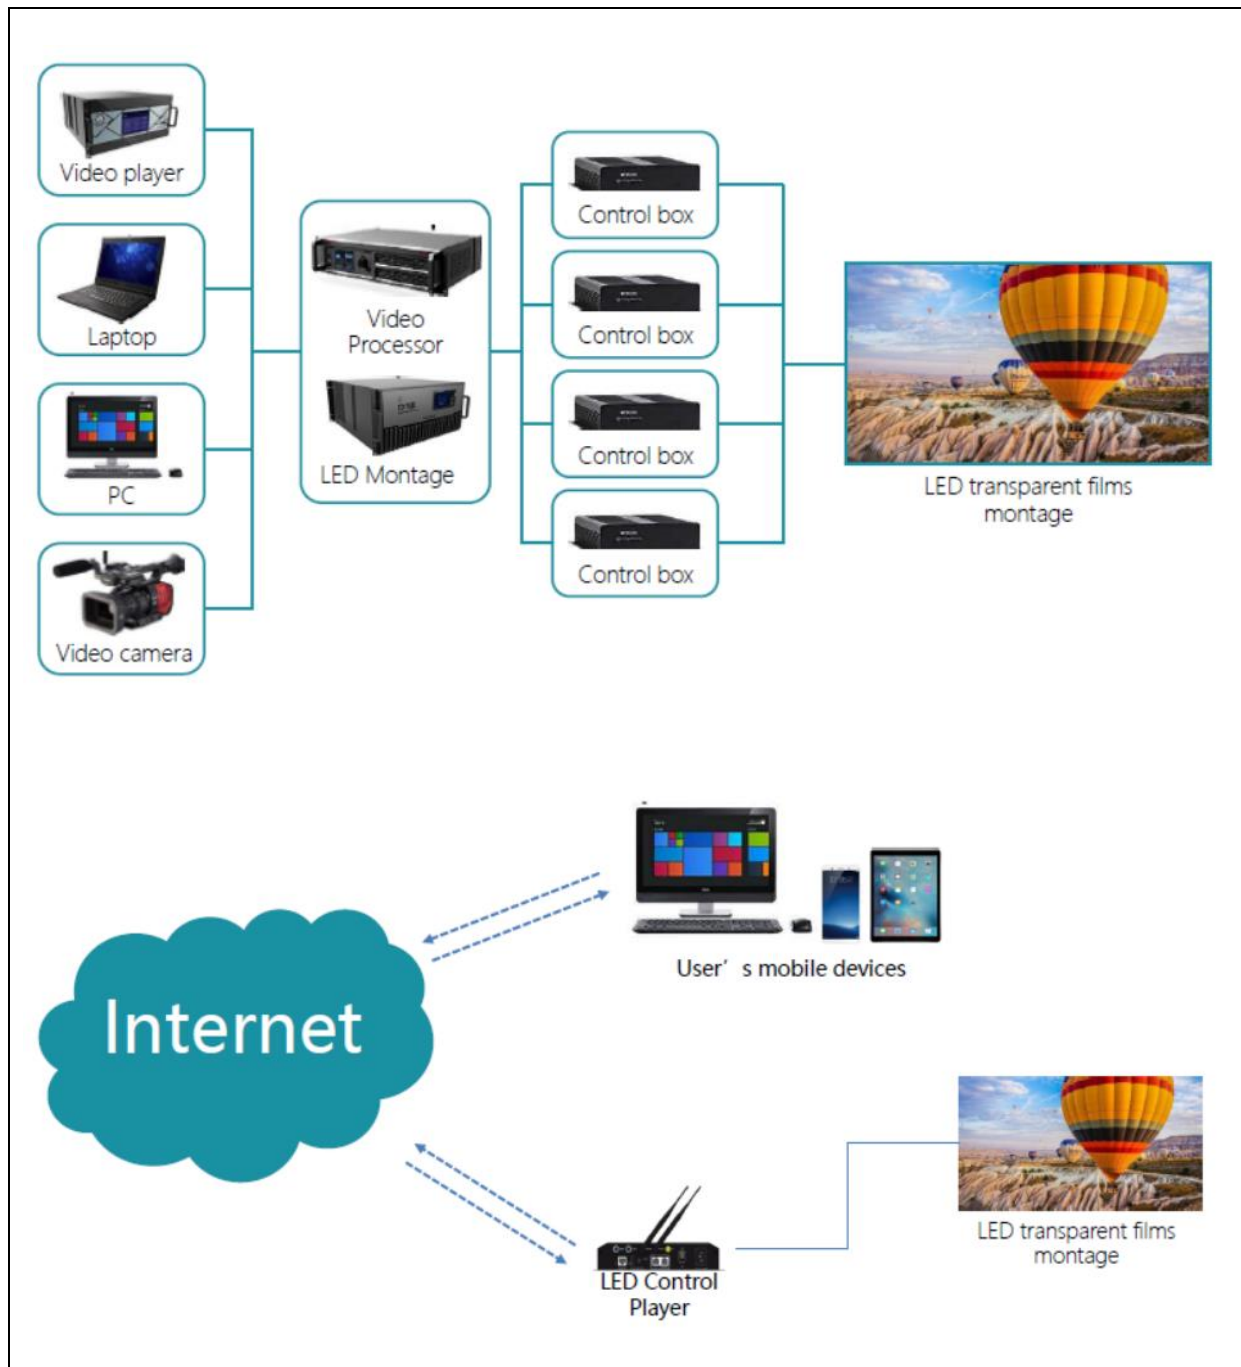 Video player
Laptop
PC
Video camera
Video
Processor
LED Montage
Control box
Control box
Control box
Control box
LED transparent films
montage
Internet
User’ s mobile devices
LED Control
Player
LED transparent films
montage